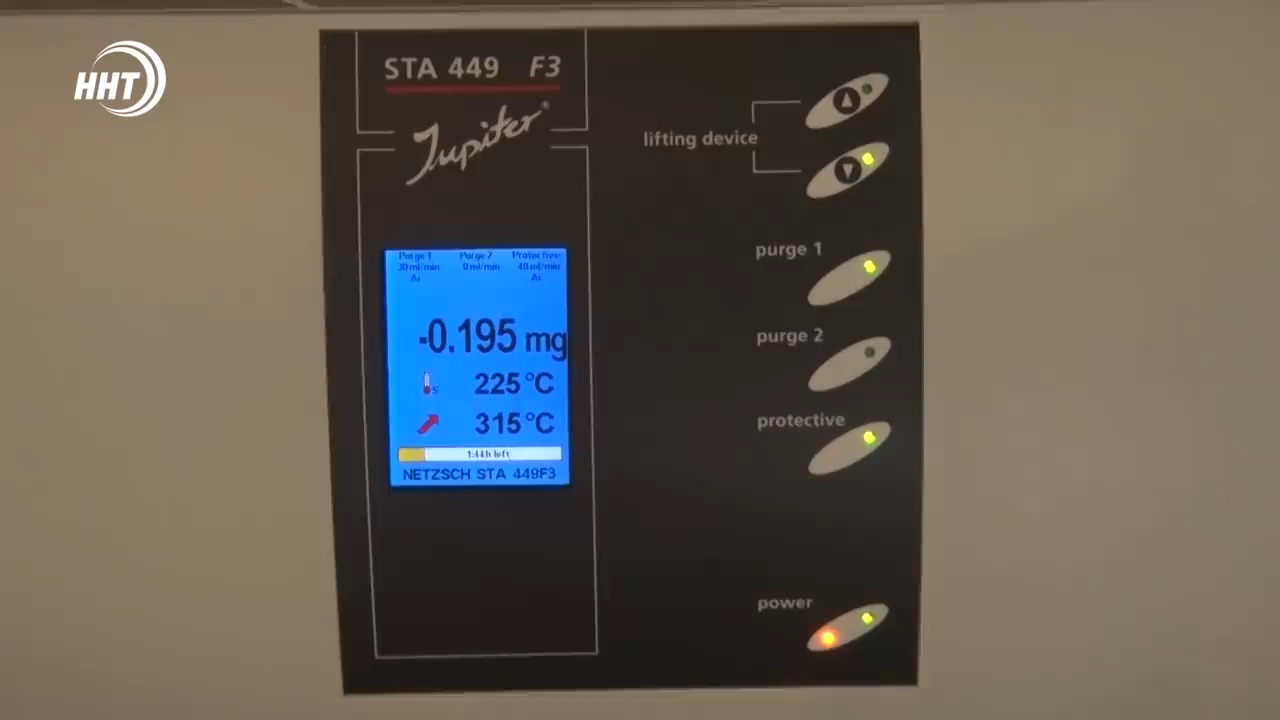 HHT
STA 449 F3
Jupiter®
lifting device
purge 1
purge 2
protective
power
Purge 1 Purge 2 Protective
30 ml/min 0 ml/min 40 ml/min
Ar Ar
-0.195 mg
S 225 °C
315 °C
1:44 h left
NETZSCH STA 449F3